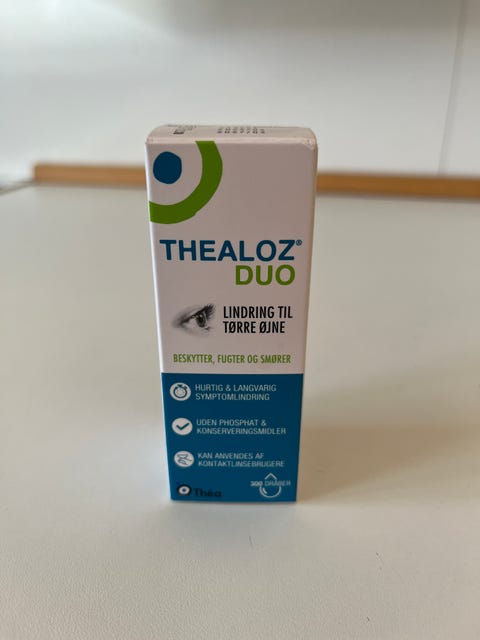 THEALOZ®
DUO
LINDRING TIL
TØRRE ØJNE
BESKYTTER, FUGTER OG SMØRER
HURTIG & LANGVARIG
SYMPTOMLINDRING
UDEN PHOSPHAT &
KONSERVERINGSMIDLER
KAN ANVENDES AF
KONTAKTLINSEBRUGERE
Théa
300 DRÅBER